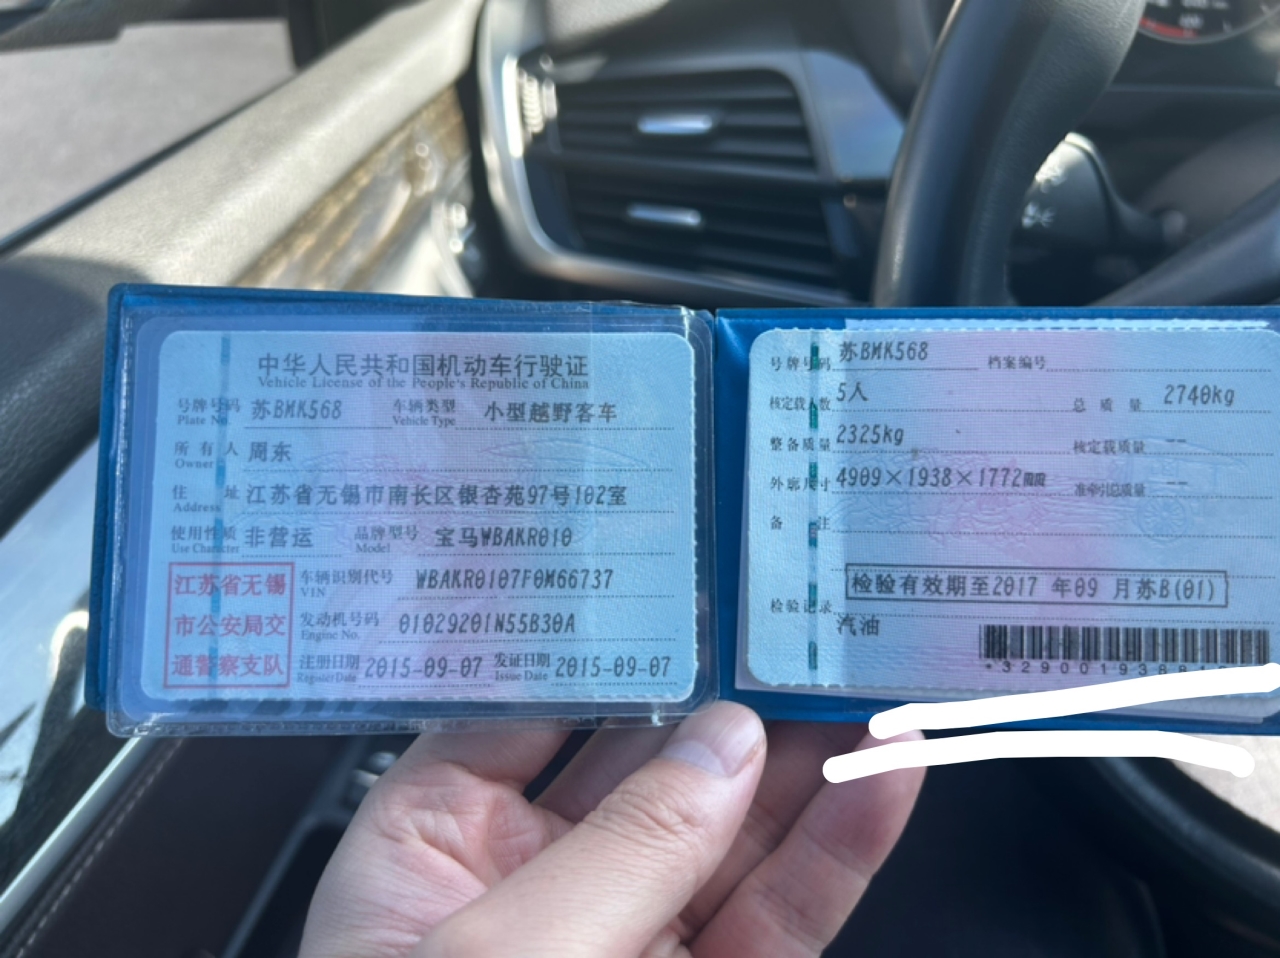 中华人民共和国机动车行驶证
Vehicle License of the People's Republic of China
号牌号码 苏BMK568 车辆类型 小型越野客车
Plate No. Vehicle Type
所有人 周东
Owner
住址 江苏省无锡市南长区银杏苑97号102室
Address
使用性质 非营运 品牌型号 宝马WBAKR010
Use Character Model
江苏省无锡
市公安局交
通警察支队
车辆识别代号 WBAKR0107F0M66737
VIN
发动机号码 01029201N55B30A
Engine No.
注册日期 2015-09-07 发证日期 2015-09-07
Register Date Issue Date
号牌号码 苏BMK568 档案编号
核定载人数 5人 总质量 2740kg
整备质量 2325kg 核定载质量 --
外廓尺寸 4909×1938×1772mm 准牵引总质量 --
备注
检验有效期至2017 年09 月苏B(01)
检验记录
汽油